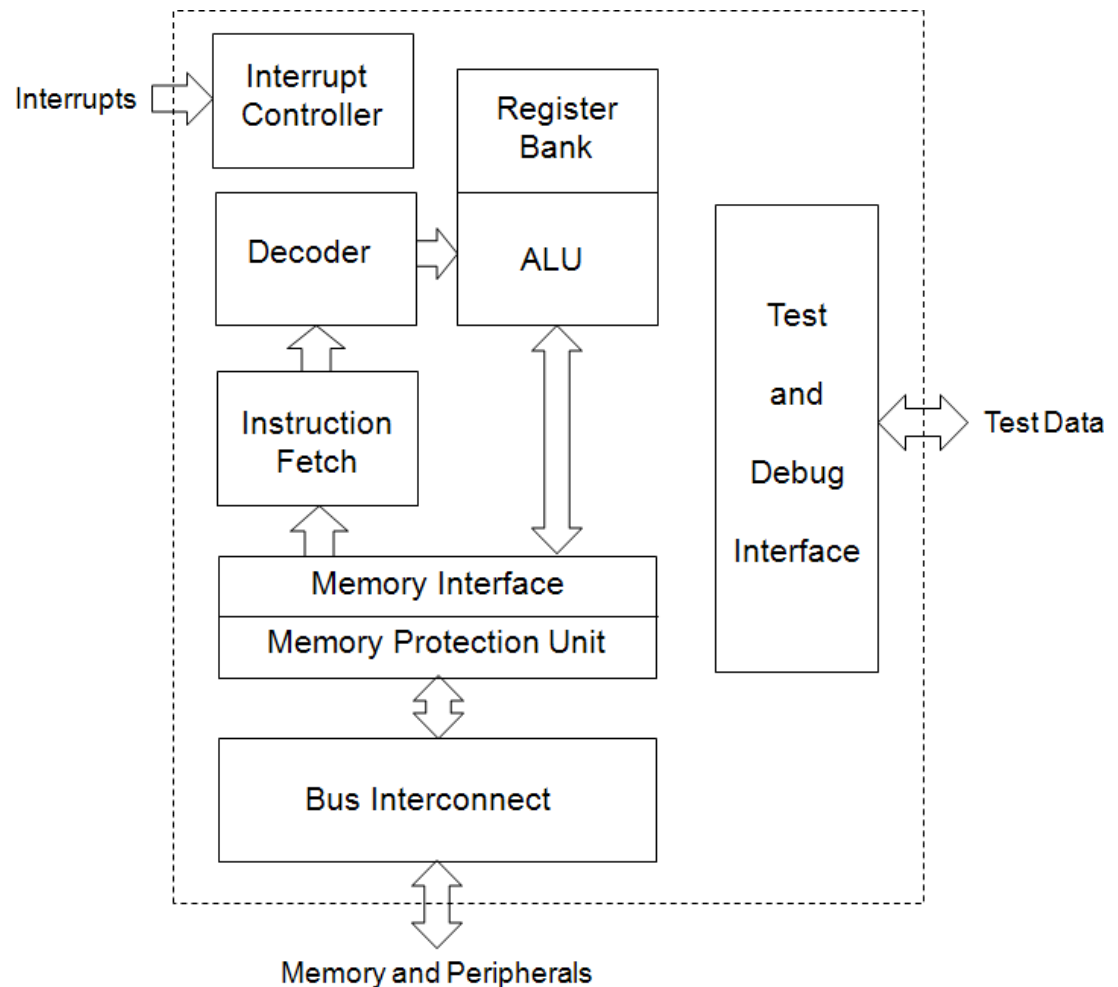 Interrupts
Interrupt
Controller
Register
Bank
Decoder
ALU
Instruction
Fetch
Memory Interface
Memory Protection Unit
Bus Interconnect
Memory and Peripherals
Test
and
Debug
Interface
Test Data